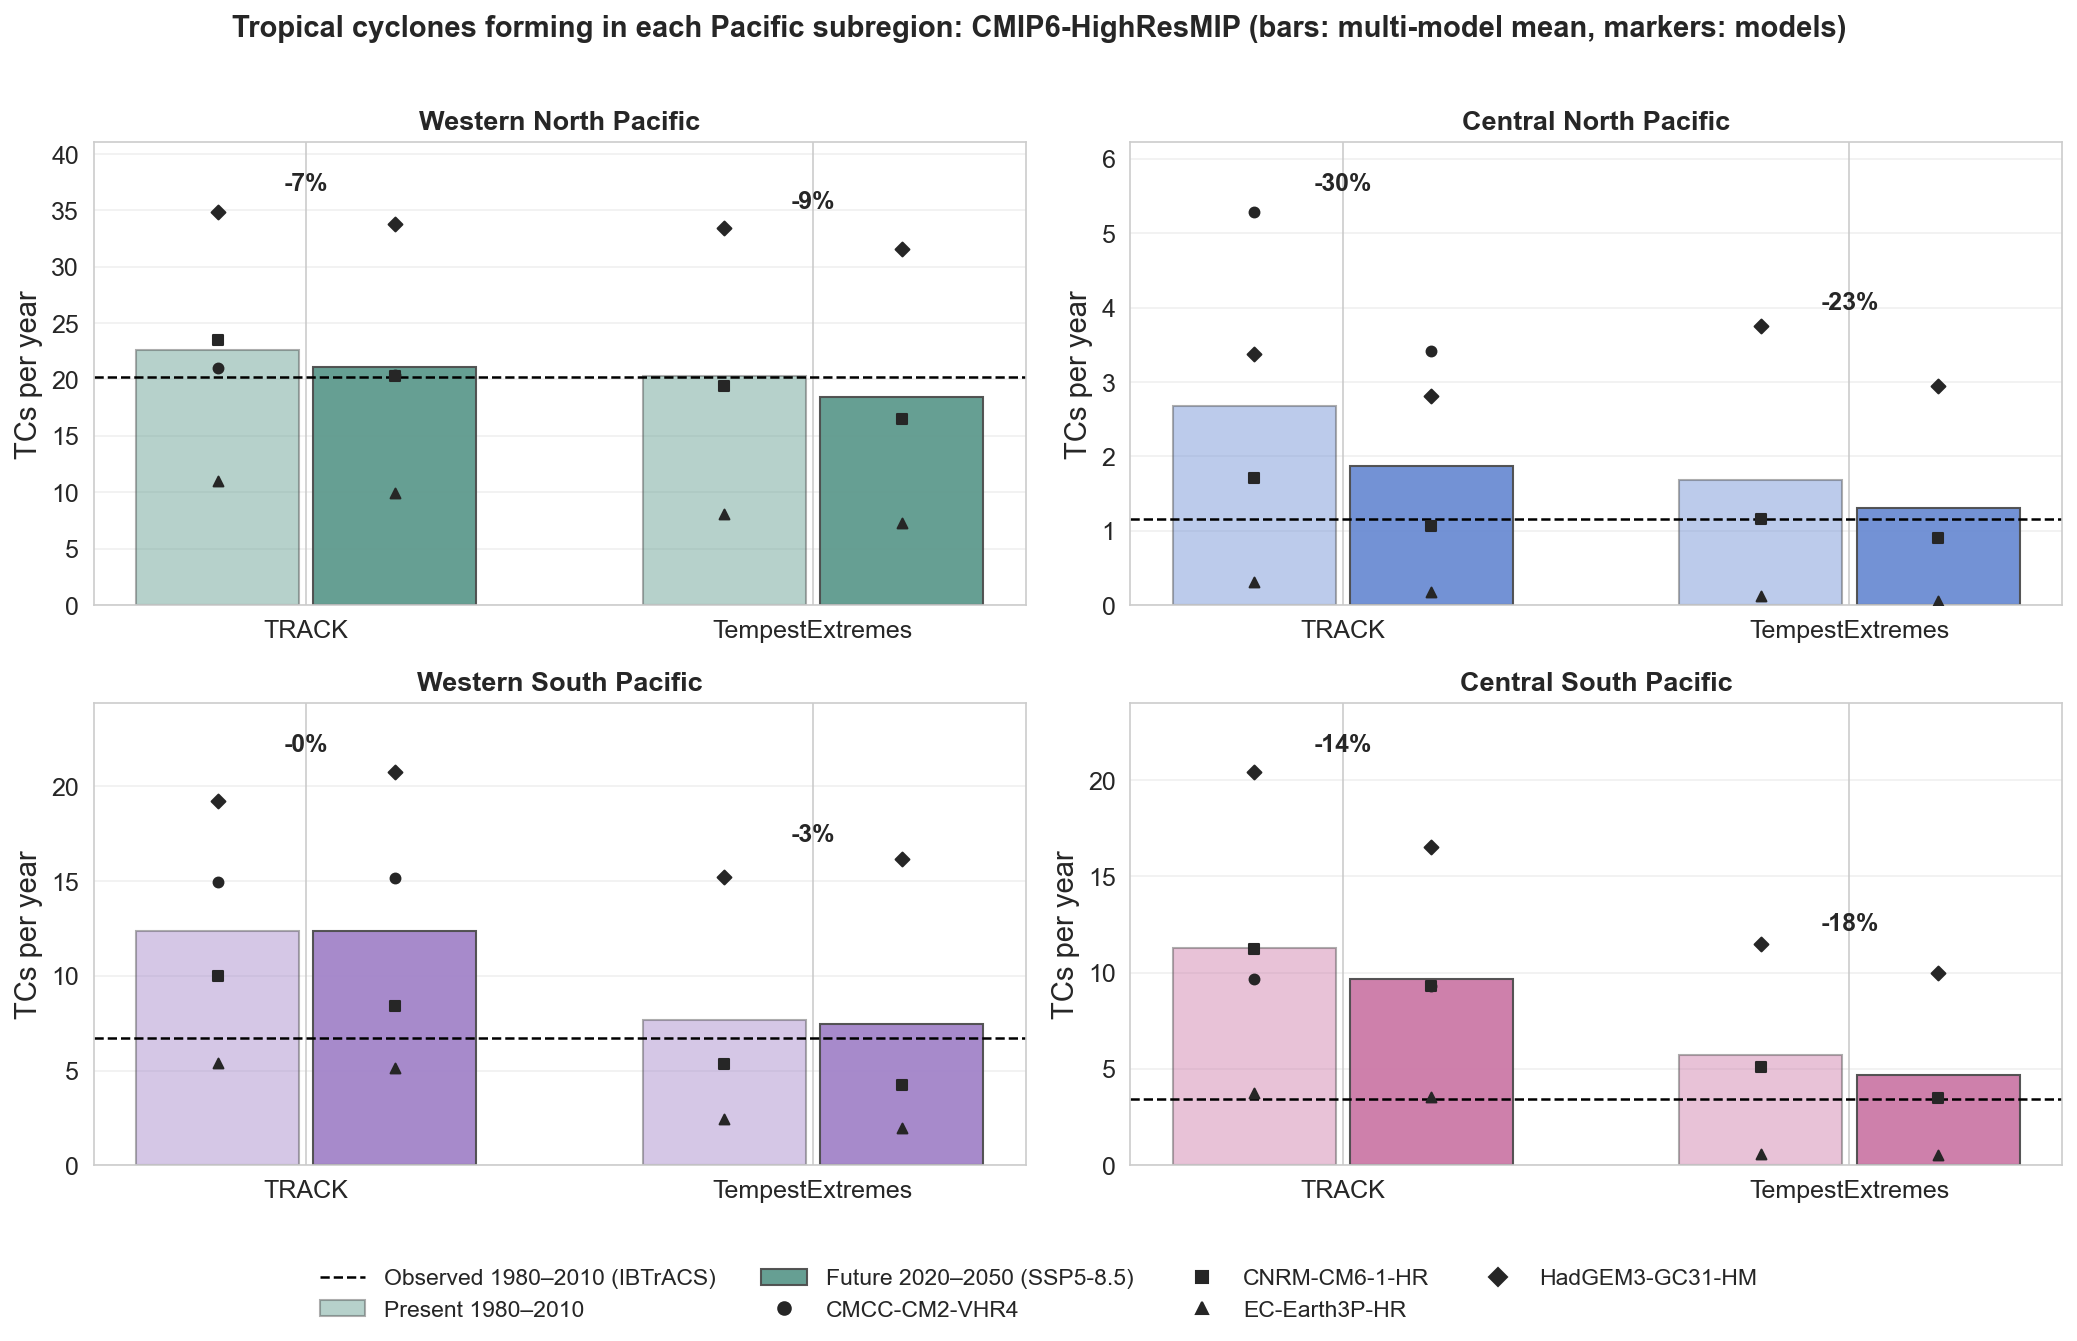 Tropical cyclones forming in each Pacific subregion: CMIP6-HighResMIP (bars: multi-model mean, markers: models)
Western North Pacific
TCs per year
40
35
30
25
20
15
10
5
0
-7%
-9%
TRACK
TempestExtremes
Central North Pacific
TCs per year
6
5
4
3
2
1
0
-30%
-23%
TRACK
TempestExtremes
Western South Pacific
TCs per year
20
15
10
5
0
-0%
-3%
TRACK
TempestExtremes
Central South Pacific
TCs per year
20
15
10
5
0
-14%
-18%
TRACK
TempestExtremes
Observed 1980–2010 (IBTrACS)
Present 1980–2010
Future 2020–2050 (SSP5-8.5)
CMCC-CM2-VHR4
CNRM-CM6-1-HR
EC-Earth3P-HR
HadGEM3-GC31-HM